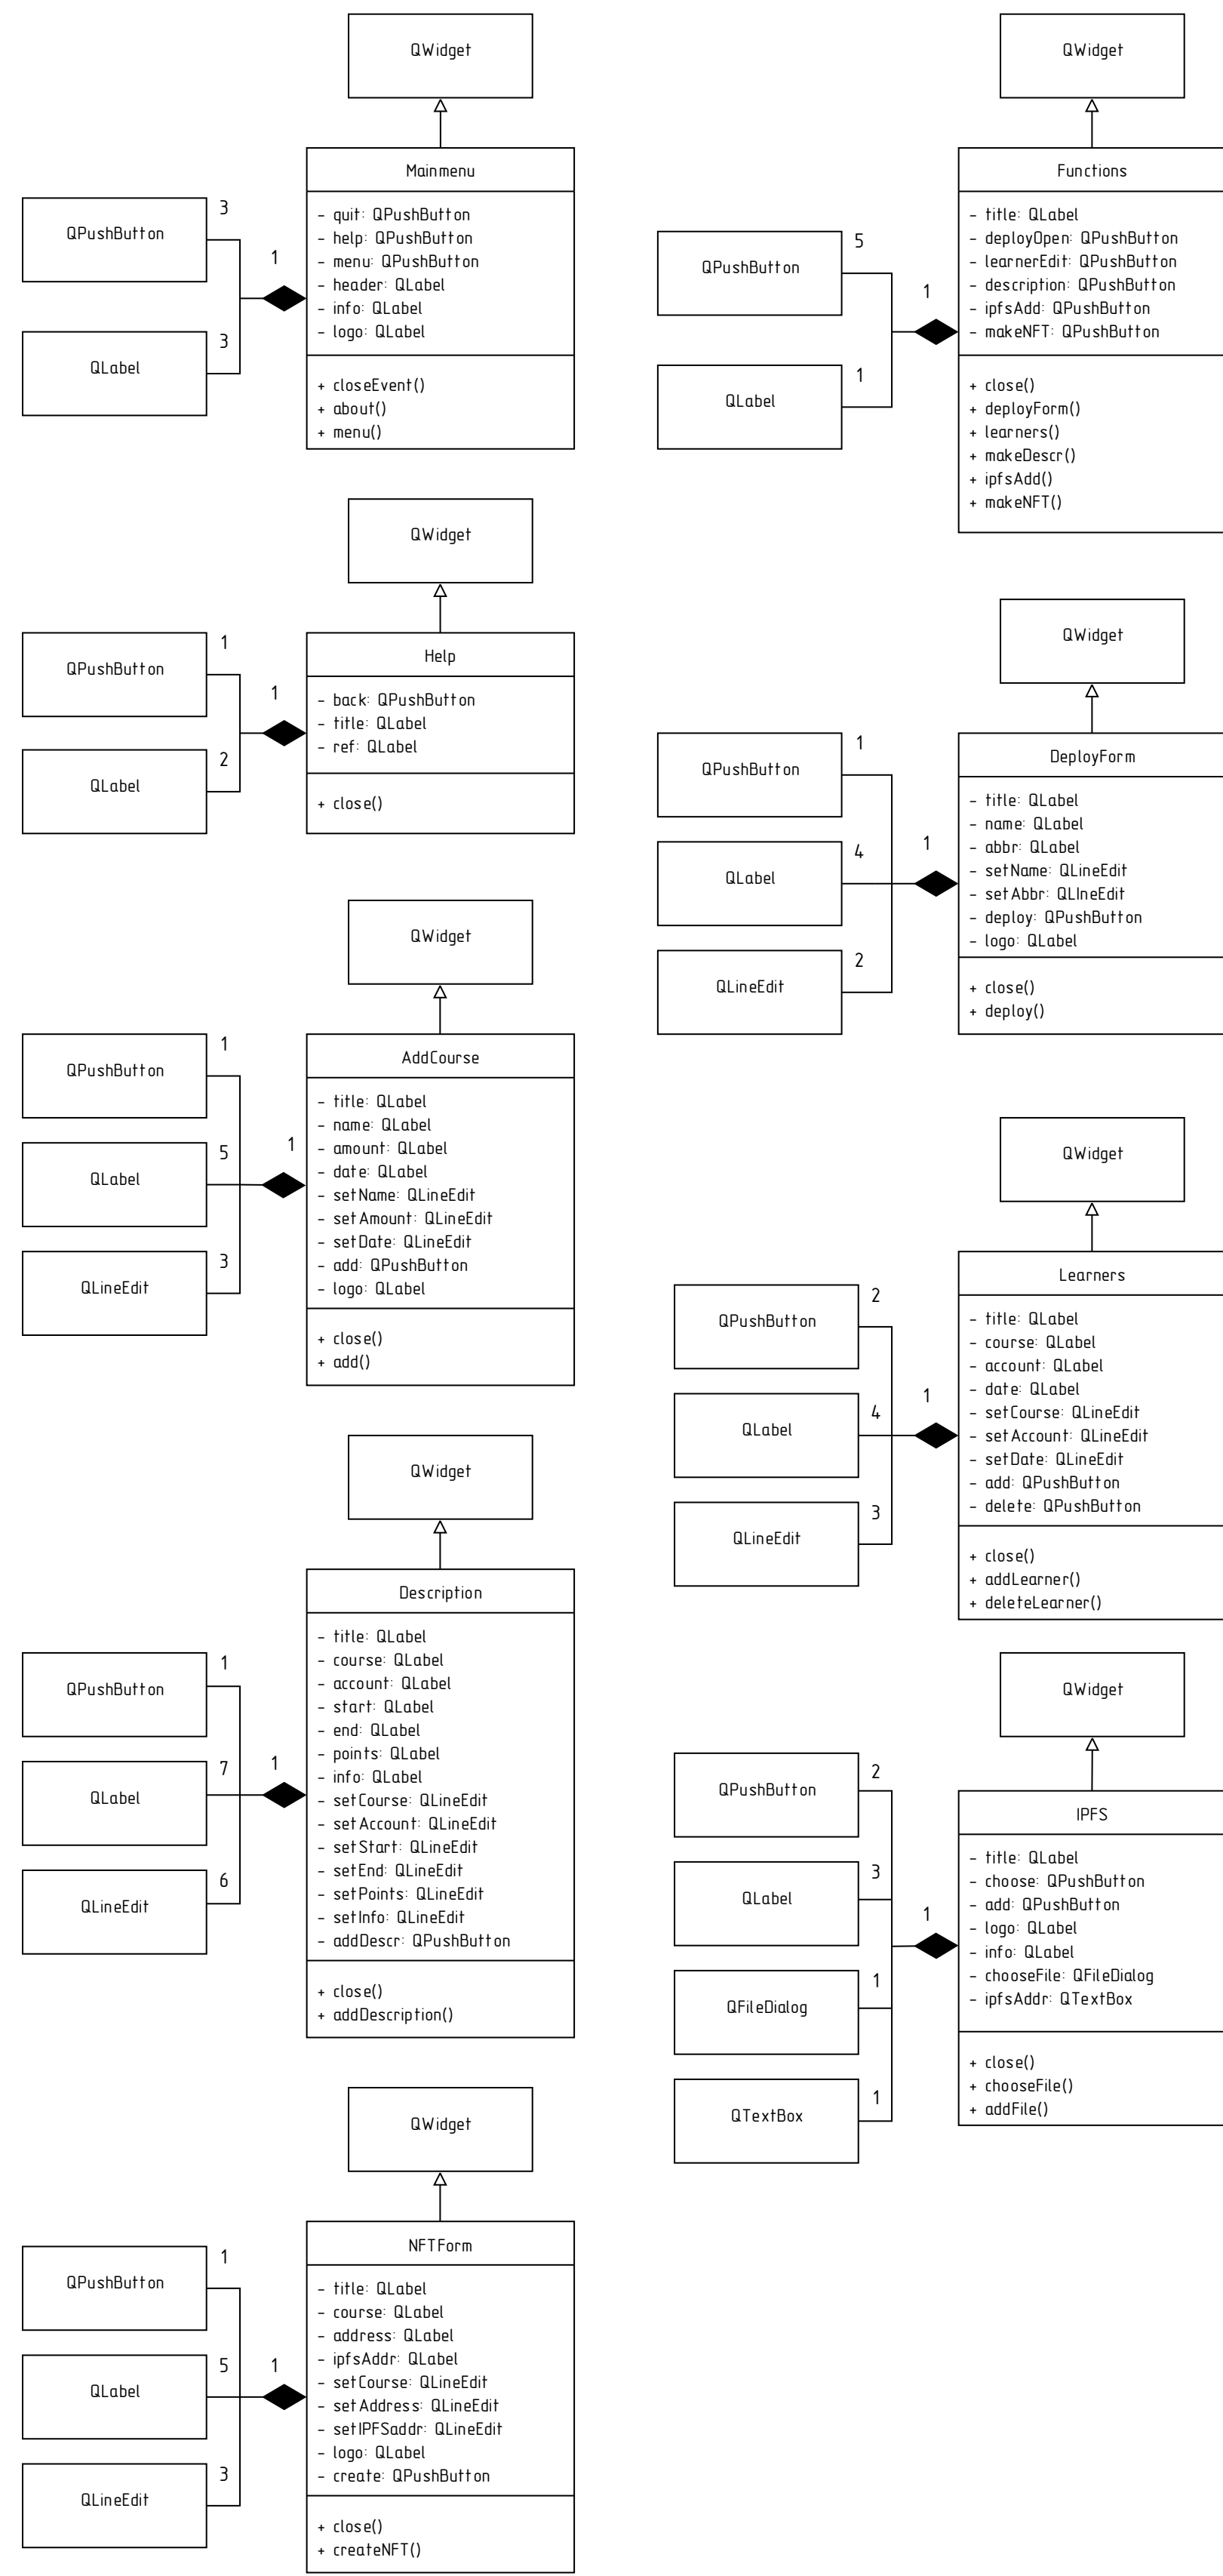 QWidget
Mainmenu
- quit: QPushButton
- help: QPushButton
- menu: QPushButton
- header: QLabel
- info: QLabel
- logo: QLabel
+ closeEvent()
+ about()
+ menu()
QPushButton
3
QLabel
3
1
QWidget
Help
- back: QPushButton
- title: QLabel
- ref: QLabel
+ close()
QPushButton
1
QLabel
2
1
QWidget
AddCourse
- title: QLabel
- name: QLabel
- amount: QLabel
- date: QLabel
- setName: QLineEdit
- setAmount: QLineEdit
- setDate: QLineEdit
- add: QPushButton
- logo: QLabel
+ close()
+ add()
QPushButton
1
QLabel
5
QLineEdit
3
1
QWidget
Description
- title: QLabel
- course: QLabel
- account: QLabel
- start: QLabel
- end: QLabel
- points: QLabel
- info: QLabel
- setCourse: QLineEdit
- setAccount: QLineEdit
- setStart: QLineEdit
- setEnd: QLineEdit
- setPoints: QLineEdit
- setInfo: QLineEdit
- addDescr: QPushButton
+ close()
+ addDescription()
QPushButton
1
QLabel
7
QLineEdit
6
1
QWidget
NFTForm
- title: QLabel
- course: QLabel
- address: QLabel
- ipfsAddr: QLabel
- setCourse: QLineEdit
- setAddress: QLineEdit
- setIPFSaddr: QLineEdit
- logo: QLabel
- create: QPushButton
+ close()
+ createNFT()
QPushButton
1
QLabel
5
QLineEdit
3
1
QWidget
Functions
- title: QLabel
- deployOpen: QPushButton
- learnerEdit: QPushButton
- description: QPushButton
- ipfsAdd: QPushButton
- makeNFT: QPushButton
+ close()
+ deployForm()
+ learners()
+ makeDescr()
+ ipfsAdd()
+ makeNFT()
QPushButton
5
QLabel
1
1
QWidget
DeployForm
- title: QLabel
- name: QLabel
- abbr: QLabel
- setName: QLineEdit
- setAbbr: QLIneEdit
- deploy: QPushButton
- logo: QLabel
+ close()
+ deploy()
QPushButton
1
QLabel
4
QLineEdit
2
1
QWidget
Learners
- title: QLabel
- course: QLabel
- account: QLabel
- date: QLabel
- setCourse: QLineEdit
- setAccount: QLineEdit
- setDate: QLineEdit
- add: QPushButton
- delete: QPushButton
+ close()
+ addLearner()
+ deleteLearner()
QPushButton
2
QLabel
4
QLineEdit
3
1
QWidget
IPFS
- title: QLabel
- choose: QPushButton
- add: QPushButton
- logo: QLabel
- info: QLabel
- chooseFile: QFileDialog
- ipfsAddr: QTextBox
+ close()
+ chooseFile()
+ addFile()
QPushButton
2
QLabel
3
QFileDialog
1
QTextBox
1
1